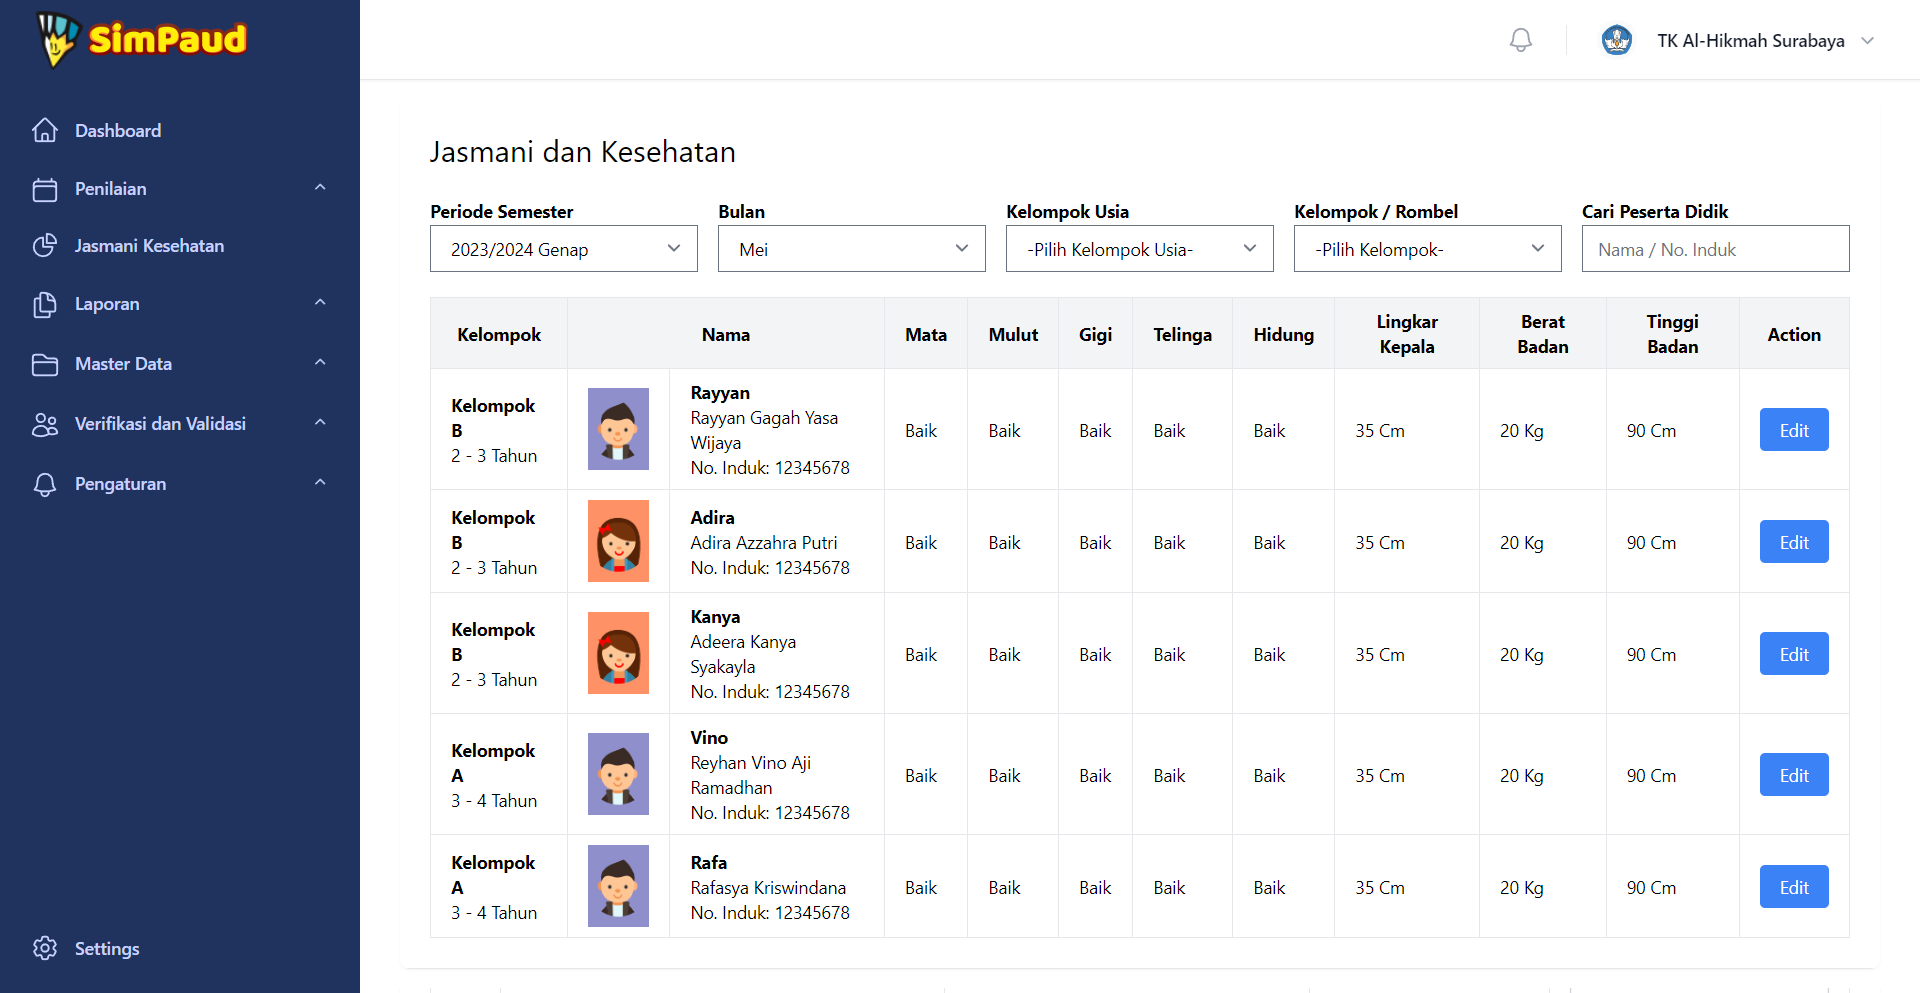 SimPaud
TK Al-Hikmah Surabaya
Dashboard
Penilaian
Jasmani Kesehatan
Laporan
Master Data
Verifikasi dan Validasi
Pengaturan
Settings
Jasmani dan Kesehatan
Periode Semester
Bulan
Kelompok Usia
Kelompok / Rombel
Cari Peserta Didik
2023/2024 Genap
Mei
-Pilih Kelompok Usia-
-Pilih Kelompok-
Nama / No. Induk
Kelompok
Nama
Mata
Mulut
Gigi
Telinga
Hidung
Lingkar
Kepala
Berat
Badan
Tinggi
Badan
Action
Kelompok
B
2 - 3 Tahun
Rayyan
Rayyan Gagah Yasa
Wijaya
No. Induk: 12345678
Baik
Baik
Baik
Baik
Baik
35 Cm
20 Kg
90 Cm
Edit
Kelompok
B
2 - 3 Tahun
Adira
Adira Azzahra Putri
No. Induk: 12345678
Baik
Baik
Baik
Baik
Baik
35 Cm
20 Kg
90 Cm
Edit
Kelompok
B
2 - 3 Tahun
Kanya
Adeera Kanya
Syakayla
No. Induk: 12345678
Baik
Baik
Baik
Baik
Baik
35 Cm
20 Kg
90 Cm
Edit
Kelompok
A
3 - 4 Tahun
Vino
Reyhan Vino Aji
Ramadhan
No. Induk: 12345678
Baik
Baik
Baik
Baik
Baik
35 Cm
20 Kg
90 Cm
Edit
Kelompok
A
3 - 4 Tahun
Rafa
Rafasya Kriswindana
No. Induk: 12345678
Baik
Baik
Baik
Baik
Baik
35 Cm
20 Kg
90 Cm
Edit